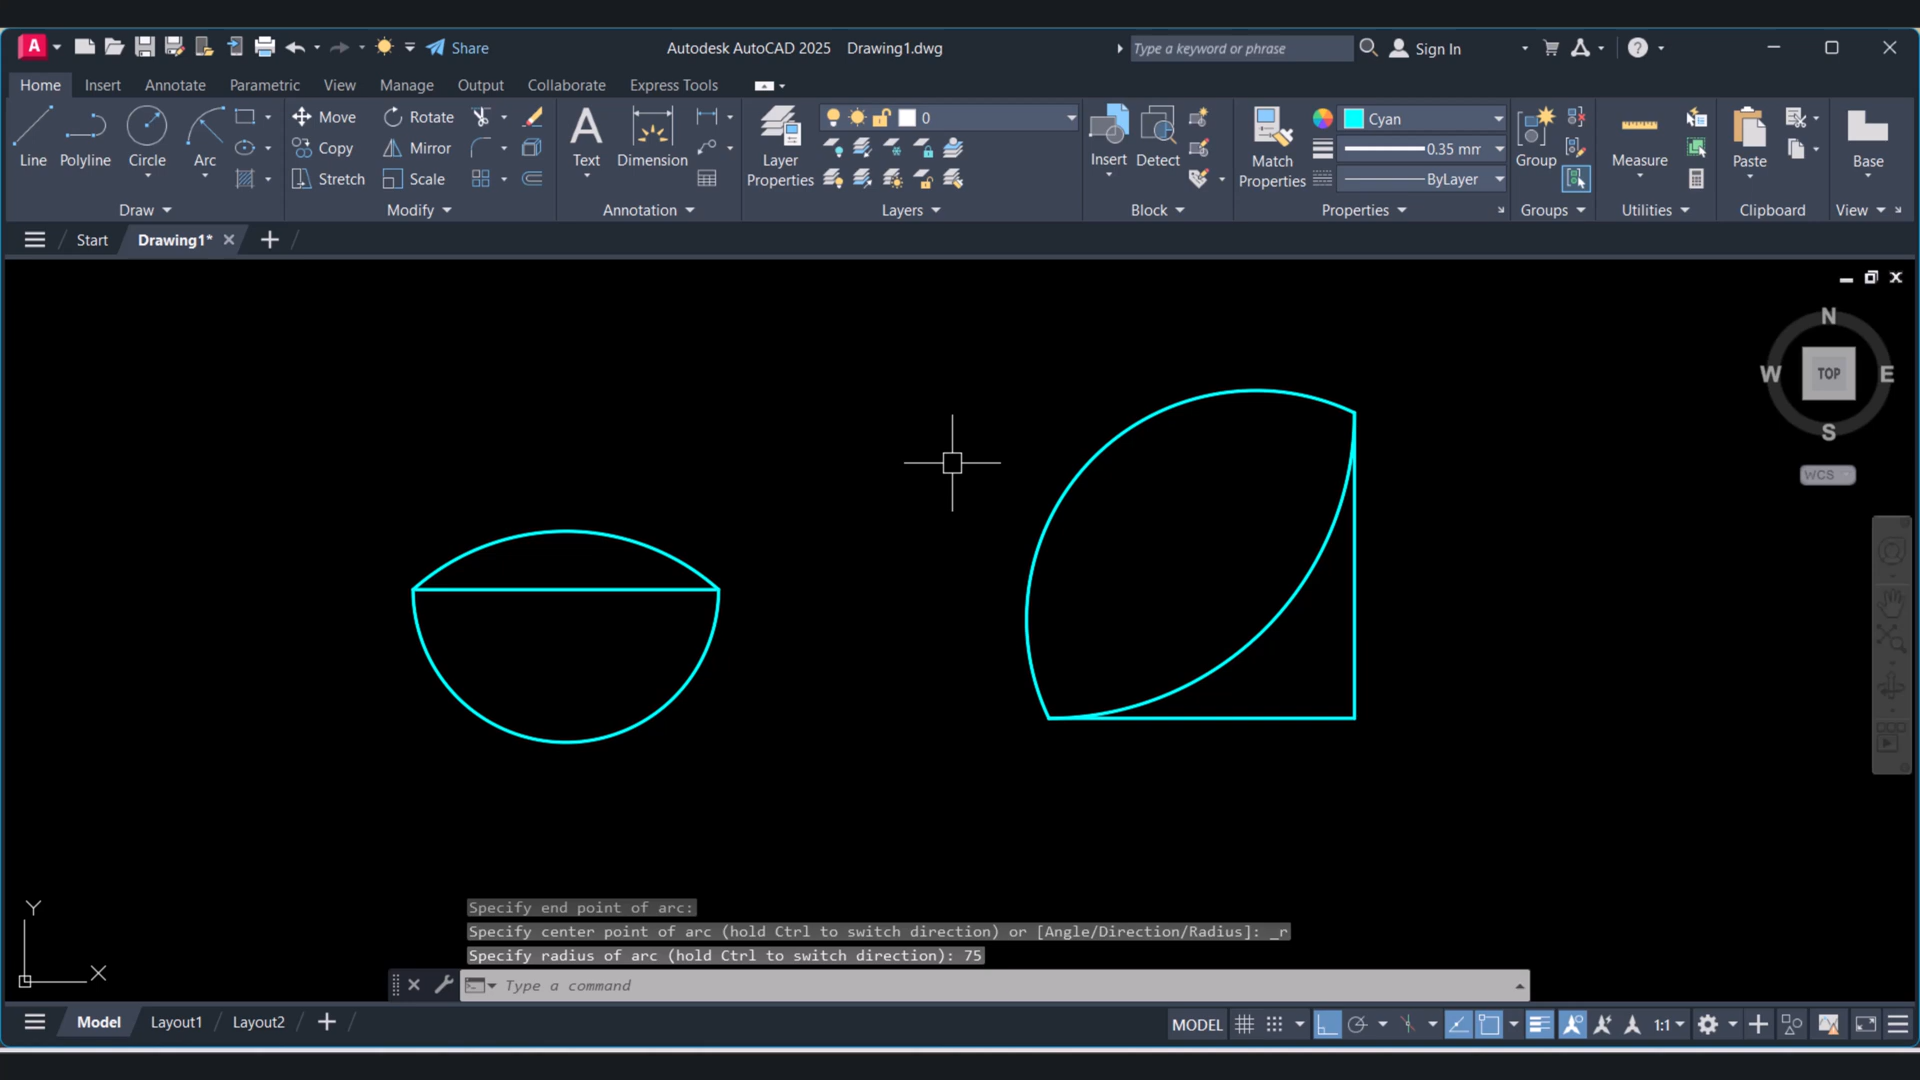 A Share Autodesk AutoCAD 2025 Drawing1.dwg Type a keyword or phrase Sign In ?
Home Insert Annotate Parametric View Manage Output Collaborate Express Tools
Line Polyline Circle Arc
Move Rotate
Copy Mirror
Stretch Scale
A Text Dimension
Layer Properties
0
Insert Detect
Match Properties
Cyan
0.35 mm
ByLayer
Group Measure Paste Base
Draw Modify Annotation Layers Block Properties Groups Utilities Clipboard View
Start Drawing1*
N
W TOP E
S
WCS
Y
X
Specify end point of arc:
Specify center point of arc (hold Ctrl to switch direction) or [Angle/Direction/Radius]: _r
Specify radius of arc (hold Ctrl to switch direction): 75
Type a command
Model Layout1 Layout2 MODEL 1:1